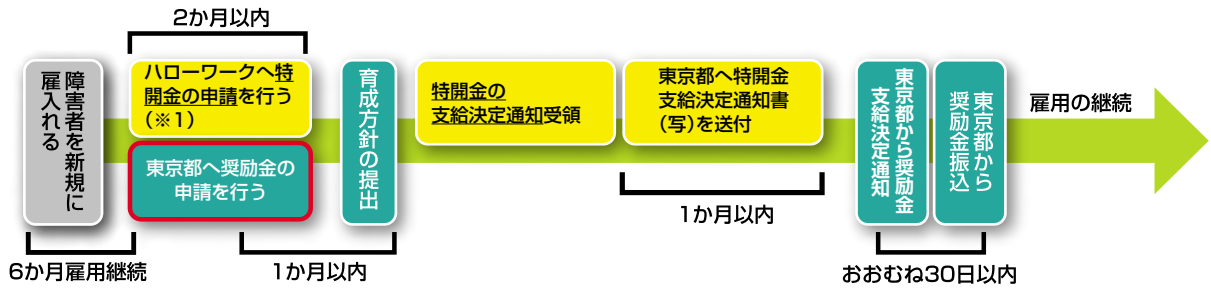 2か月以内
障害者を新規に
雇入れる
ハローワークへ特
開金の申請を行う
（※1）
東京都へ奨励金の
申請を行う
育成方針の提出
特開金の
支給決定通知受領
東京都へ特開金
支給決定通知書
（写）を送付
東京都から奨励金
支給決定通知
東京都から
奨励金振込
雇用の継続
6か月雇用継続
1か月以内
1か月以内
おおむね30日以内